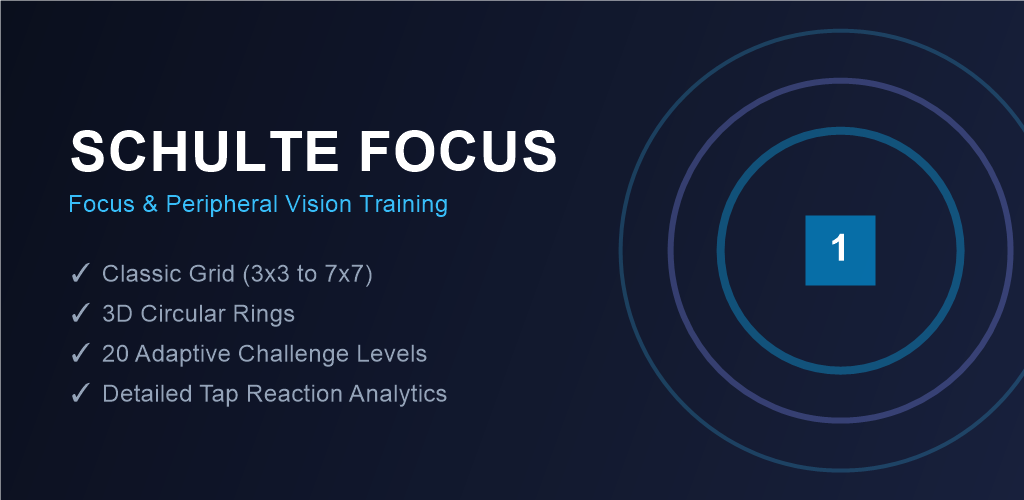 SCHULTE FOCUS
Focus & Peripheral Vision Training
✓ Classic Grid (3x3 to 7x7)
✓ 3D Circular Rings
✓ 20 Adaptive Challenge Levels
✓ Detailed Tap Reaction Analytics
1